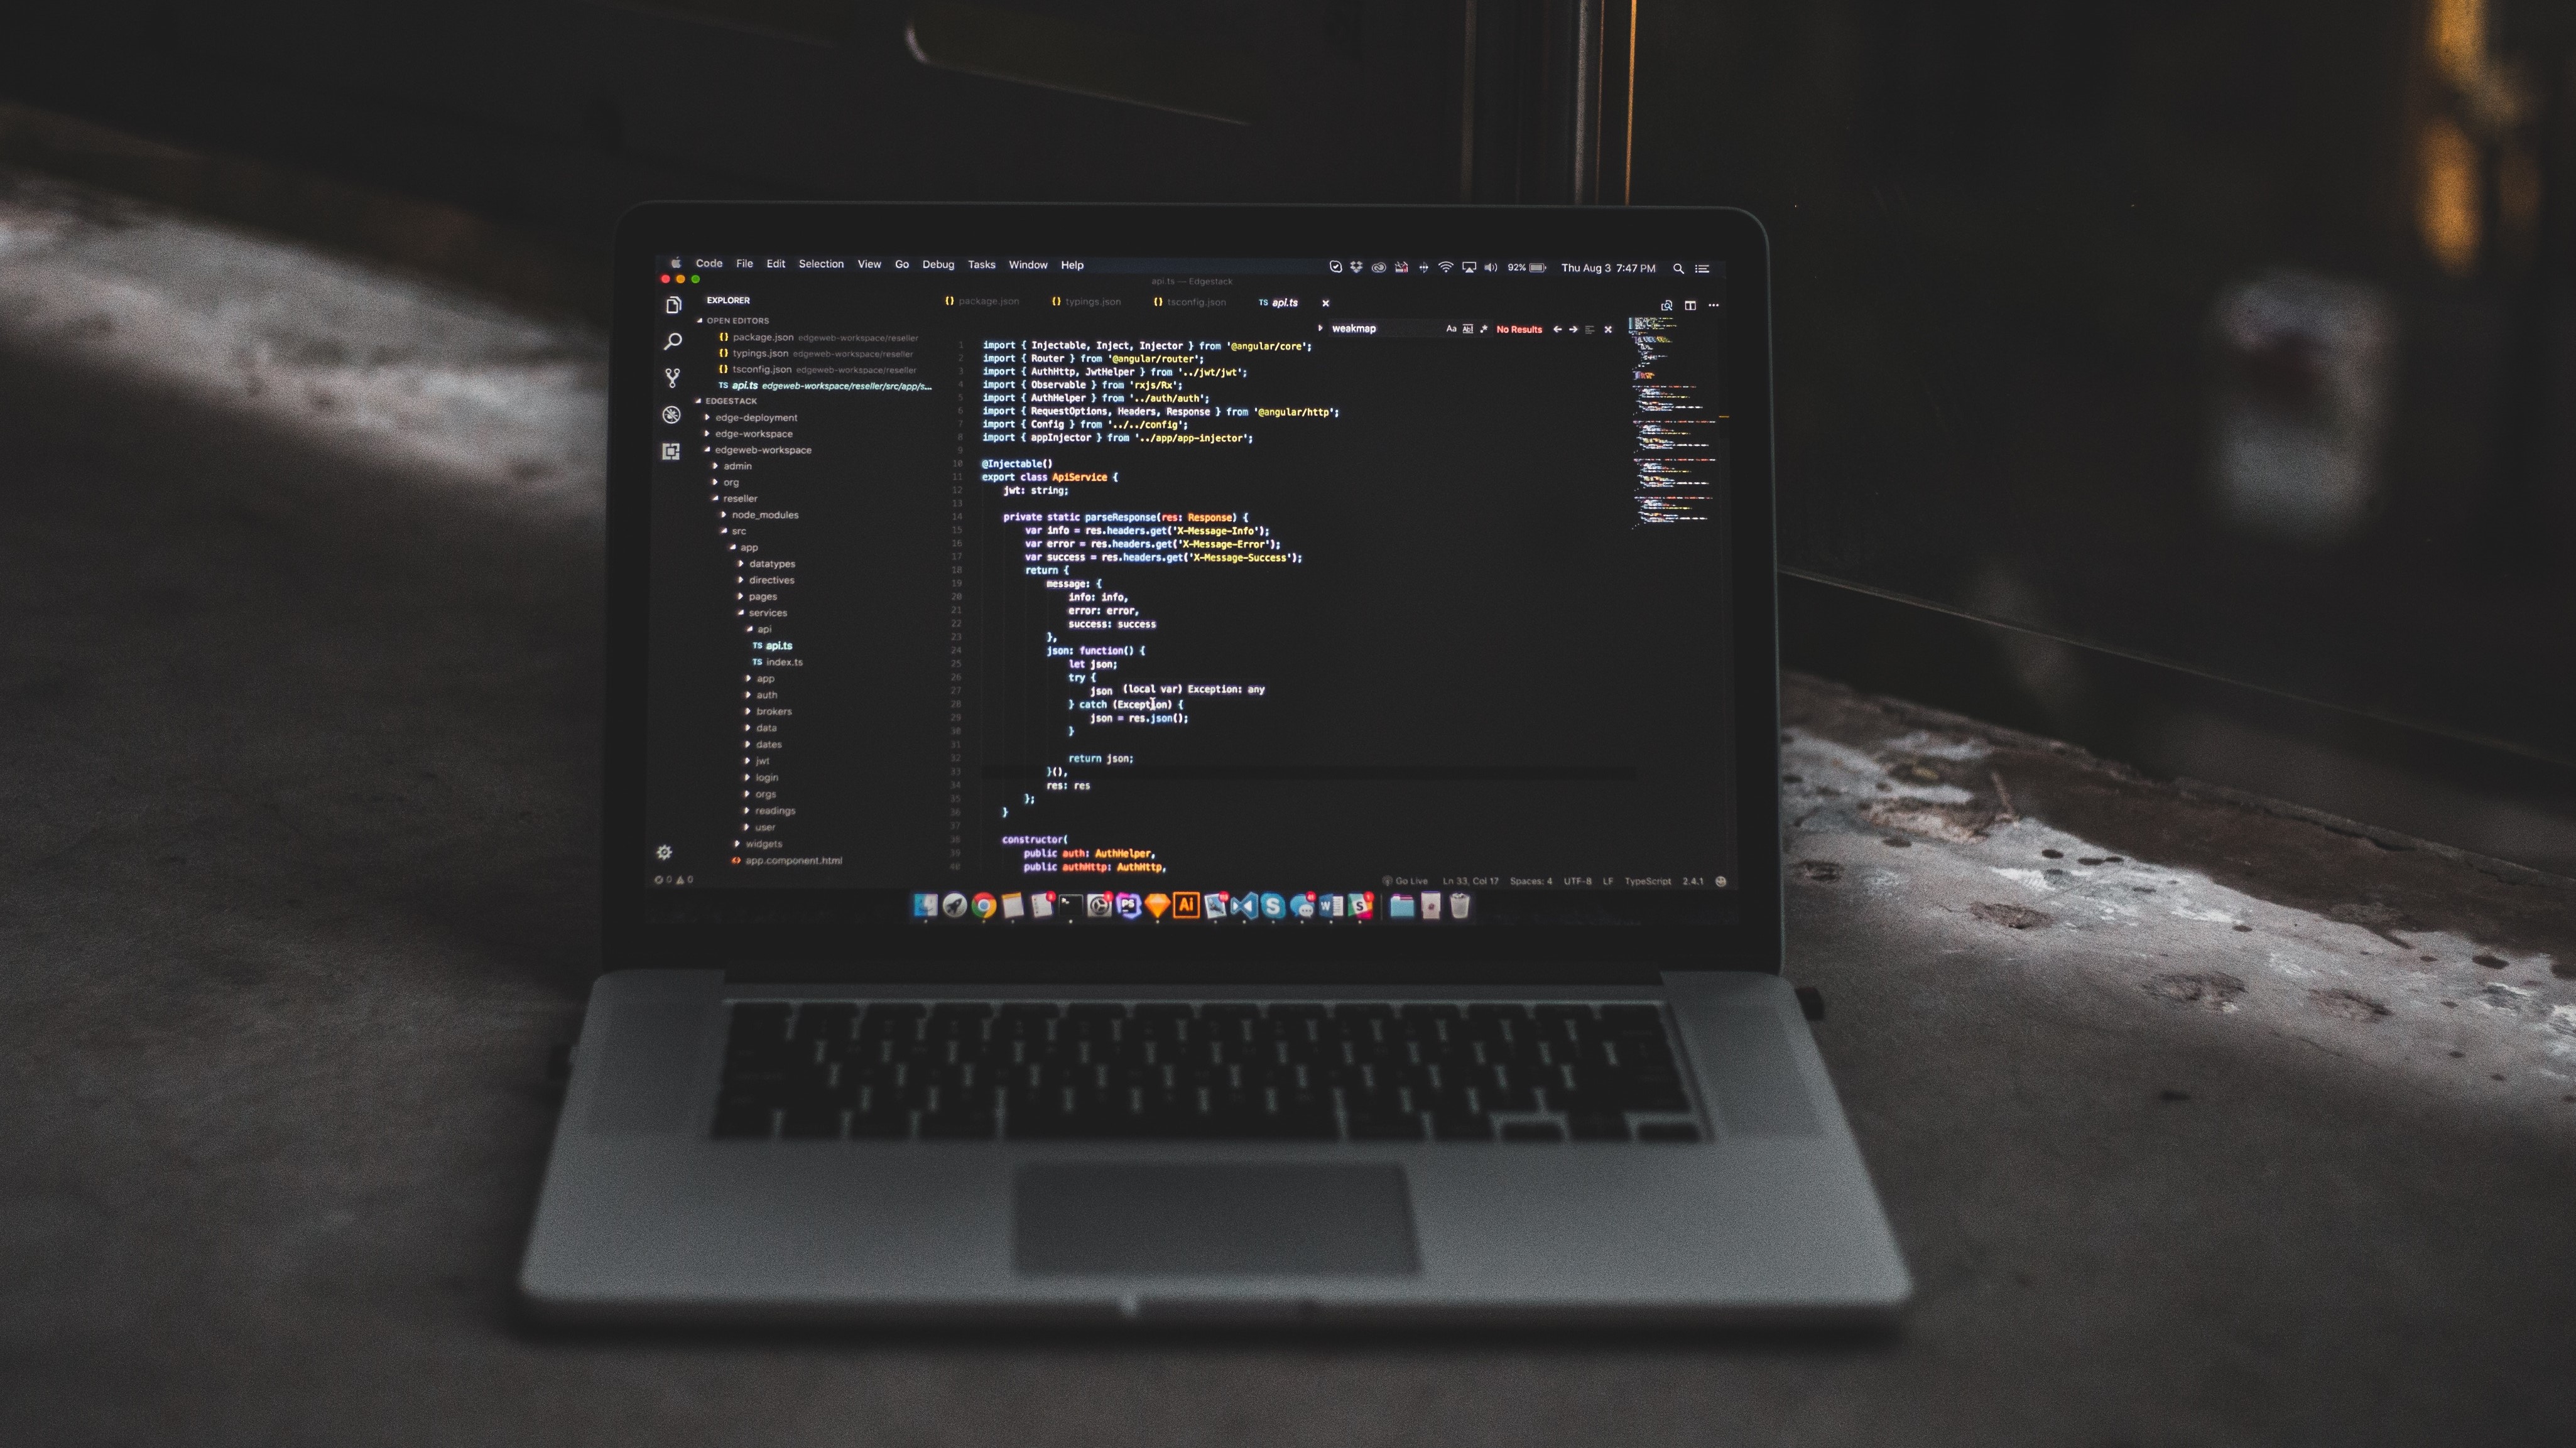 Code File Edit Selection View Go Debug Tasks Window Help
92% Thu Aug 3 7:47 PM
api.ts — Edgestack
EXPLORER
OPEN EDITORS
package.json edgeweb-workspace/reseller
typings.json edgeweb-workspace/reseller
tsconfig.json edgeweb-workspace/reseller
TS api.ts edgeweb-workspace/reseller/src/app/s...
EDGESTACK
edge-deployment
edge-workspace
edgeweb-workspace
admin
org
reseller
node_modules
src
app
datatypes
directives
pages
services
api
TS api.ts
TS index.ts
app
auth
brokers
data
dates
jwt
login
orgs
readings
user
widgets
app.component.html
{} package.json {} typings.json {} tsconfig.json TS api.ts
weakmap Aa Abl .* No Results
1 import { Injectable, Inject, Injector } from '@angular/core';
2 import { Router } from '@angular/router';
3 import { AuthHttp, JwtHelper } from '../jwt/jwt';
4 import { Observable } from 'rxjs/Rx';
5 import { AuthHelper } from '../auth/auth';
6 import { RequestOptions, Headers, Response } from '@angular/http';
7 import { Config } from '../../config';
8 import { appInjector } from '../app/app-injector';
9
10 @Injectable()
11 export class ApiService {
12 jwt: string;
13
14 private static parseResponse(res: Response) {
15 var info = res.headers.get('X-Message-Info');
16 var error = res.headers.get('X-Message-Error');
17 var success = res.headers.get('X-Message-Success');
18 return {
19 message: {
20 info: info,
21 error: error,
22 success: success
23 },
24 json: function() {
25 let json;
26 try {
27 json (local var) Exception: any
28 } catch (Exception) {
29 json = res.json();
30 }
31
32 return json;
33 }(),
34 res: res
35 };
36 }
37
38 constructor(
39 public auth: AuthHelper,
40 public authHttp: AuthHttp,
0 0 Go Live Ln 33, Col 17 Spaces: 4 UTF-8 LF TypeScript 2.4.1
PS Ai S W S